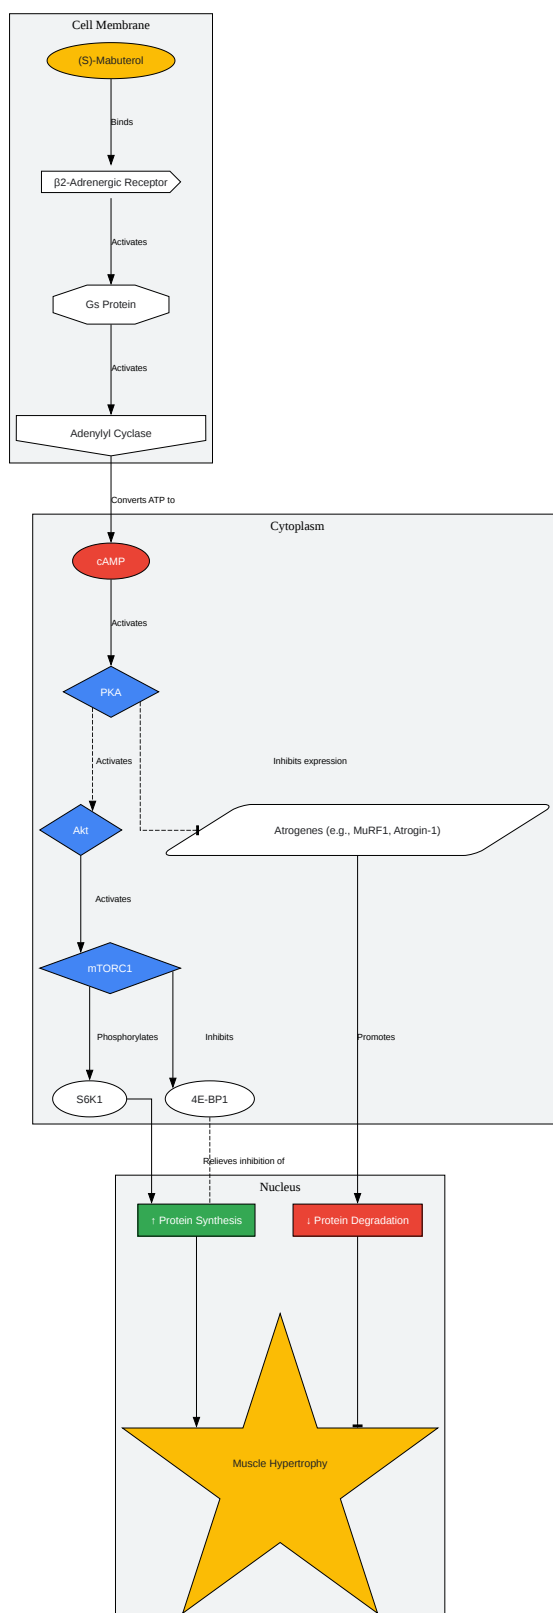 Cell Membrane
(S)-Mabuterol
Binds
β2-Adrenergic Receptor
Activates
Gs Protein
Activates
Adenylyl Cyclase
Converts ATP to
Cytoplasm
cAMP
Activates
PKA
Activates
Inhibits expression
Akt
Atrogenes (e.g., MuRF1, Atrogin-1)
Activates
mTORC1
Phosphorylates
Inhibits
Promotes
S6K1
4E-BP1
Relieves inhibition of
Nucleus
↑ Protein Synthesis
↓ Protein Degradation
Muscle Hypertrophy